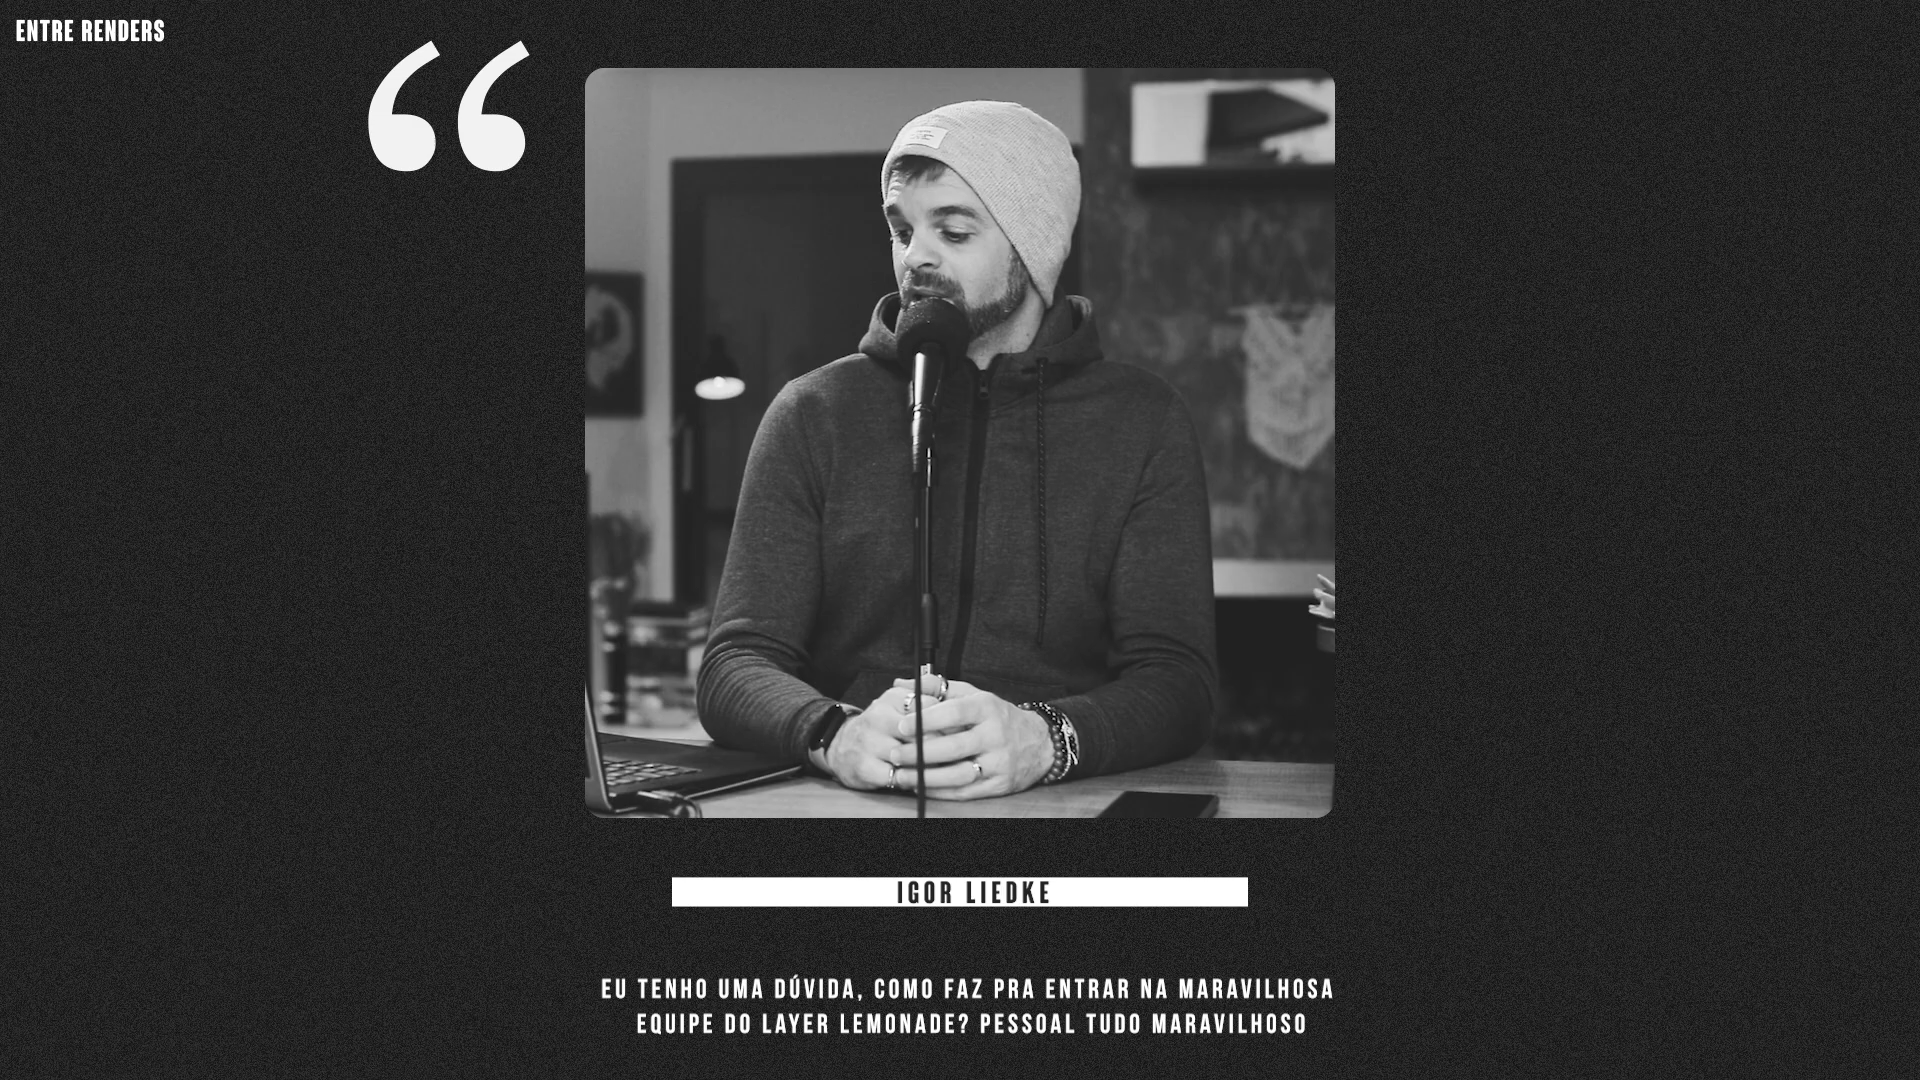 ENTRE RENDERS
“
IGOR LIEDKE
EU TENHO UMA DÚVIDA, COMO FAZ PRA ENTRAR NA MARAVILHOSA
EQUIPE DO LAYER LEMONADE? PESSOAL TUDO MARAVILHOSO